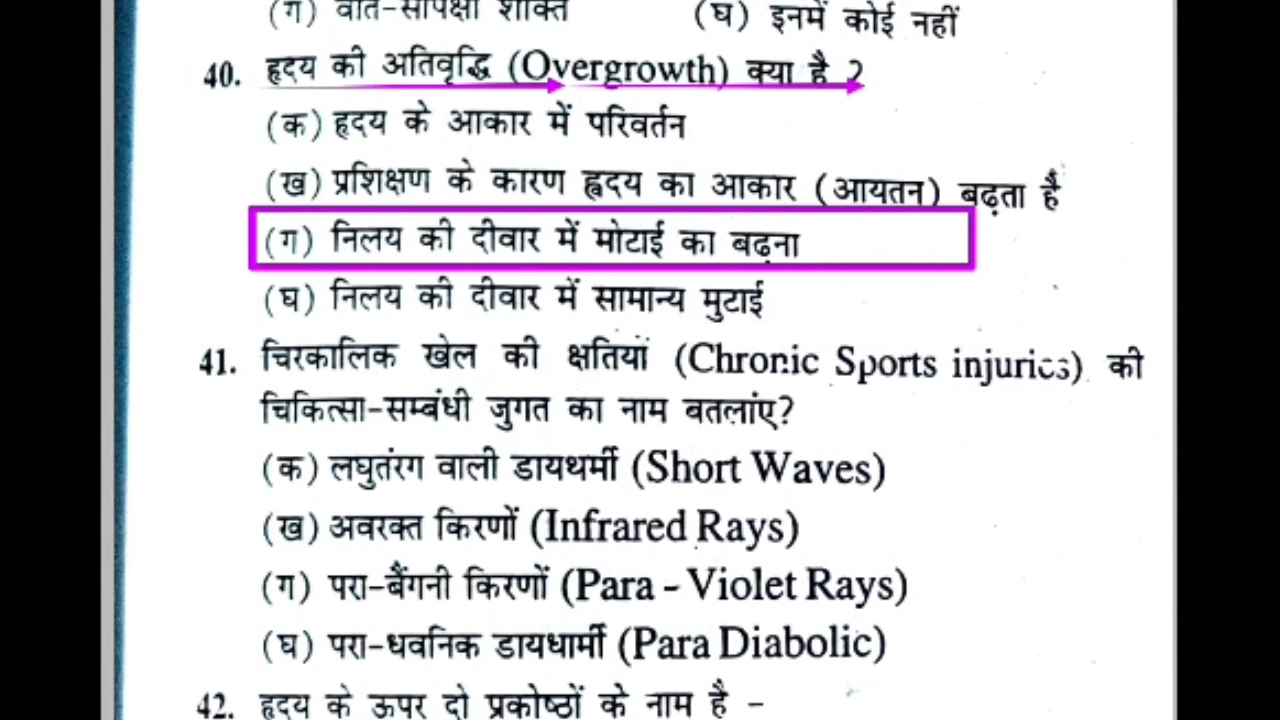 (ग) वात-सापेक्षी शक्ति (घ) इनमें कोई नहीं
40. हृदय की अतिवृद्धि (Overgrowth) क्या है ?
(क) हृदय के आकार में परिवर्तन
(ख) प्रशिक्षण के कारण हृदय का आकार (आयतन) बढ़ता है
(ग) निलय की दीवार में मोटाई का बढ़ना
(घ) निलय की दीवार में सामान्य मुटाई
41. चिरकालिक खेल की क्षतियां (Chronic Sports injuries) की
चिकित्सा-सम्बंधी जुगत का नाम बतलांए?
(क) लघुतंरग वाली डायथर्मी (Short Waves)
(ख) अवरक्त किरणों (Infrared Rays)
(ग) परा-बैंगनी किरणों (Para - Violet Rays)
(घ) परा-धवनिक डायधार्मी (Para Diabolic)
42. हृदय के ऊपर दो प्रकोष्ठों के नाम है -